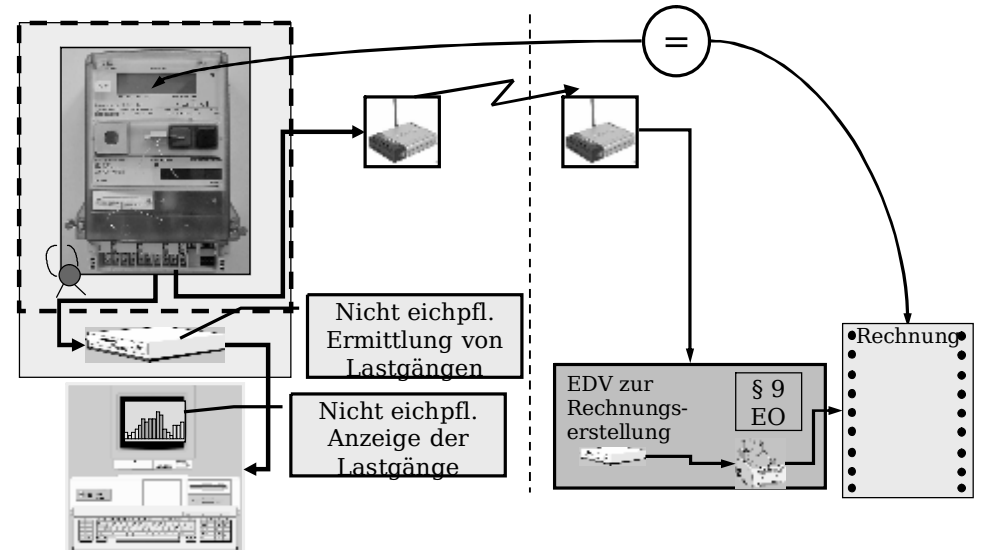 =
Nicht eichpfl.
Ermittlung von
Lastgängen
Nicht eichpfl.
Anzeige der
Lastgänge
EDV zur
Rechnungs-
erstellung
§ 9
EO
Rechnung